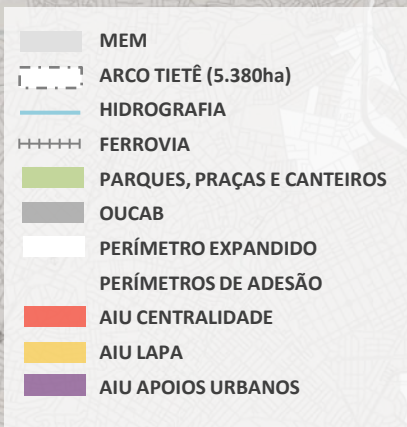 MEM
ARCO TIETÊ (5.380ha)
HIDROGRAFIA
FERROVIA
PARQUES, PRAÇAS E CANTEIROS
OUCAB
PERÍMETRO EXPANDIDO
PERÍMETROS DE ADESÃO
AIU CENTRALIDADE
AIU LAPA
AIU APOIOS URBANOS